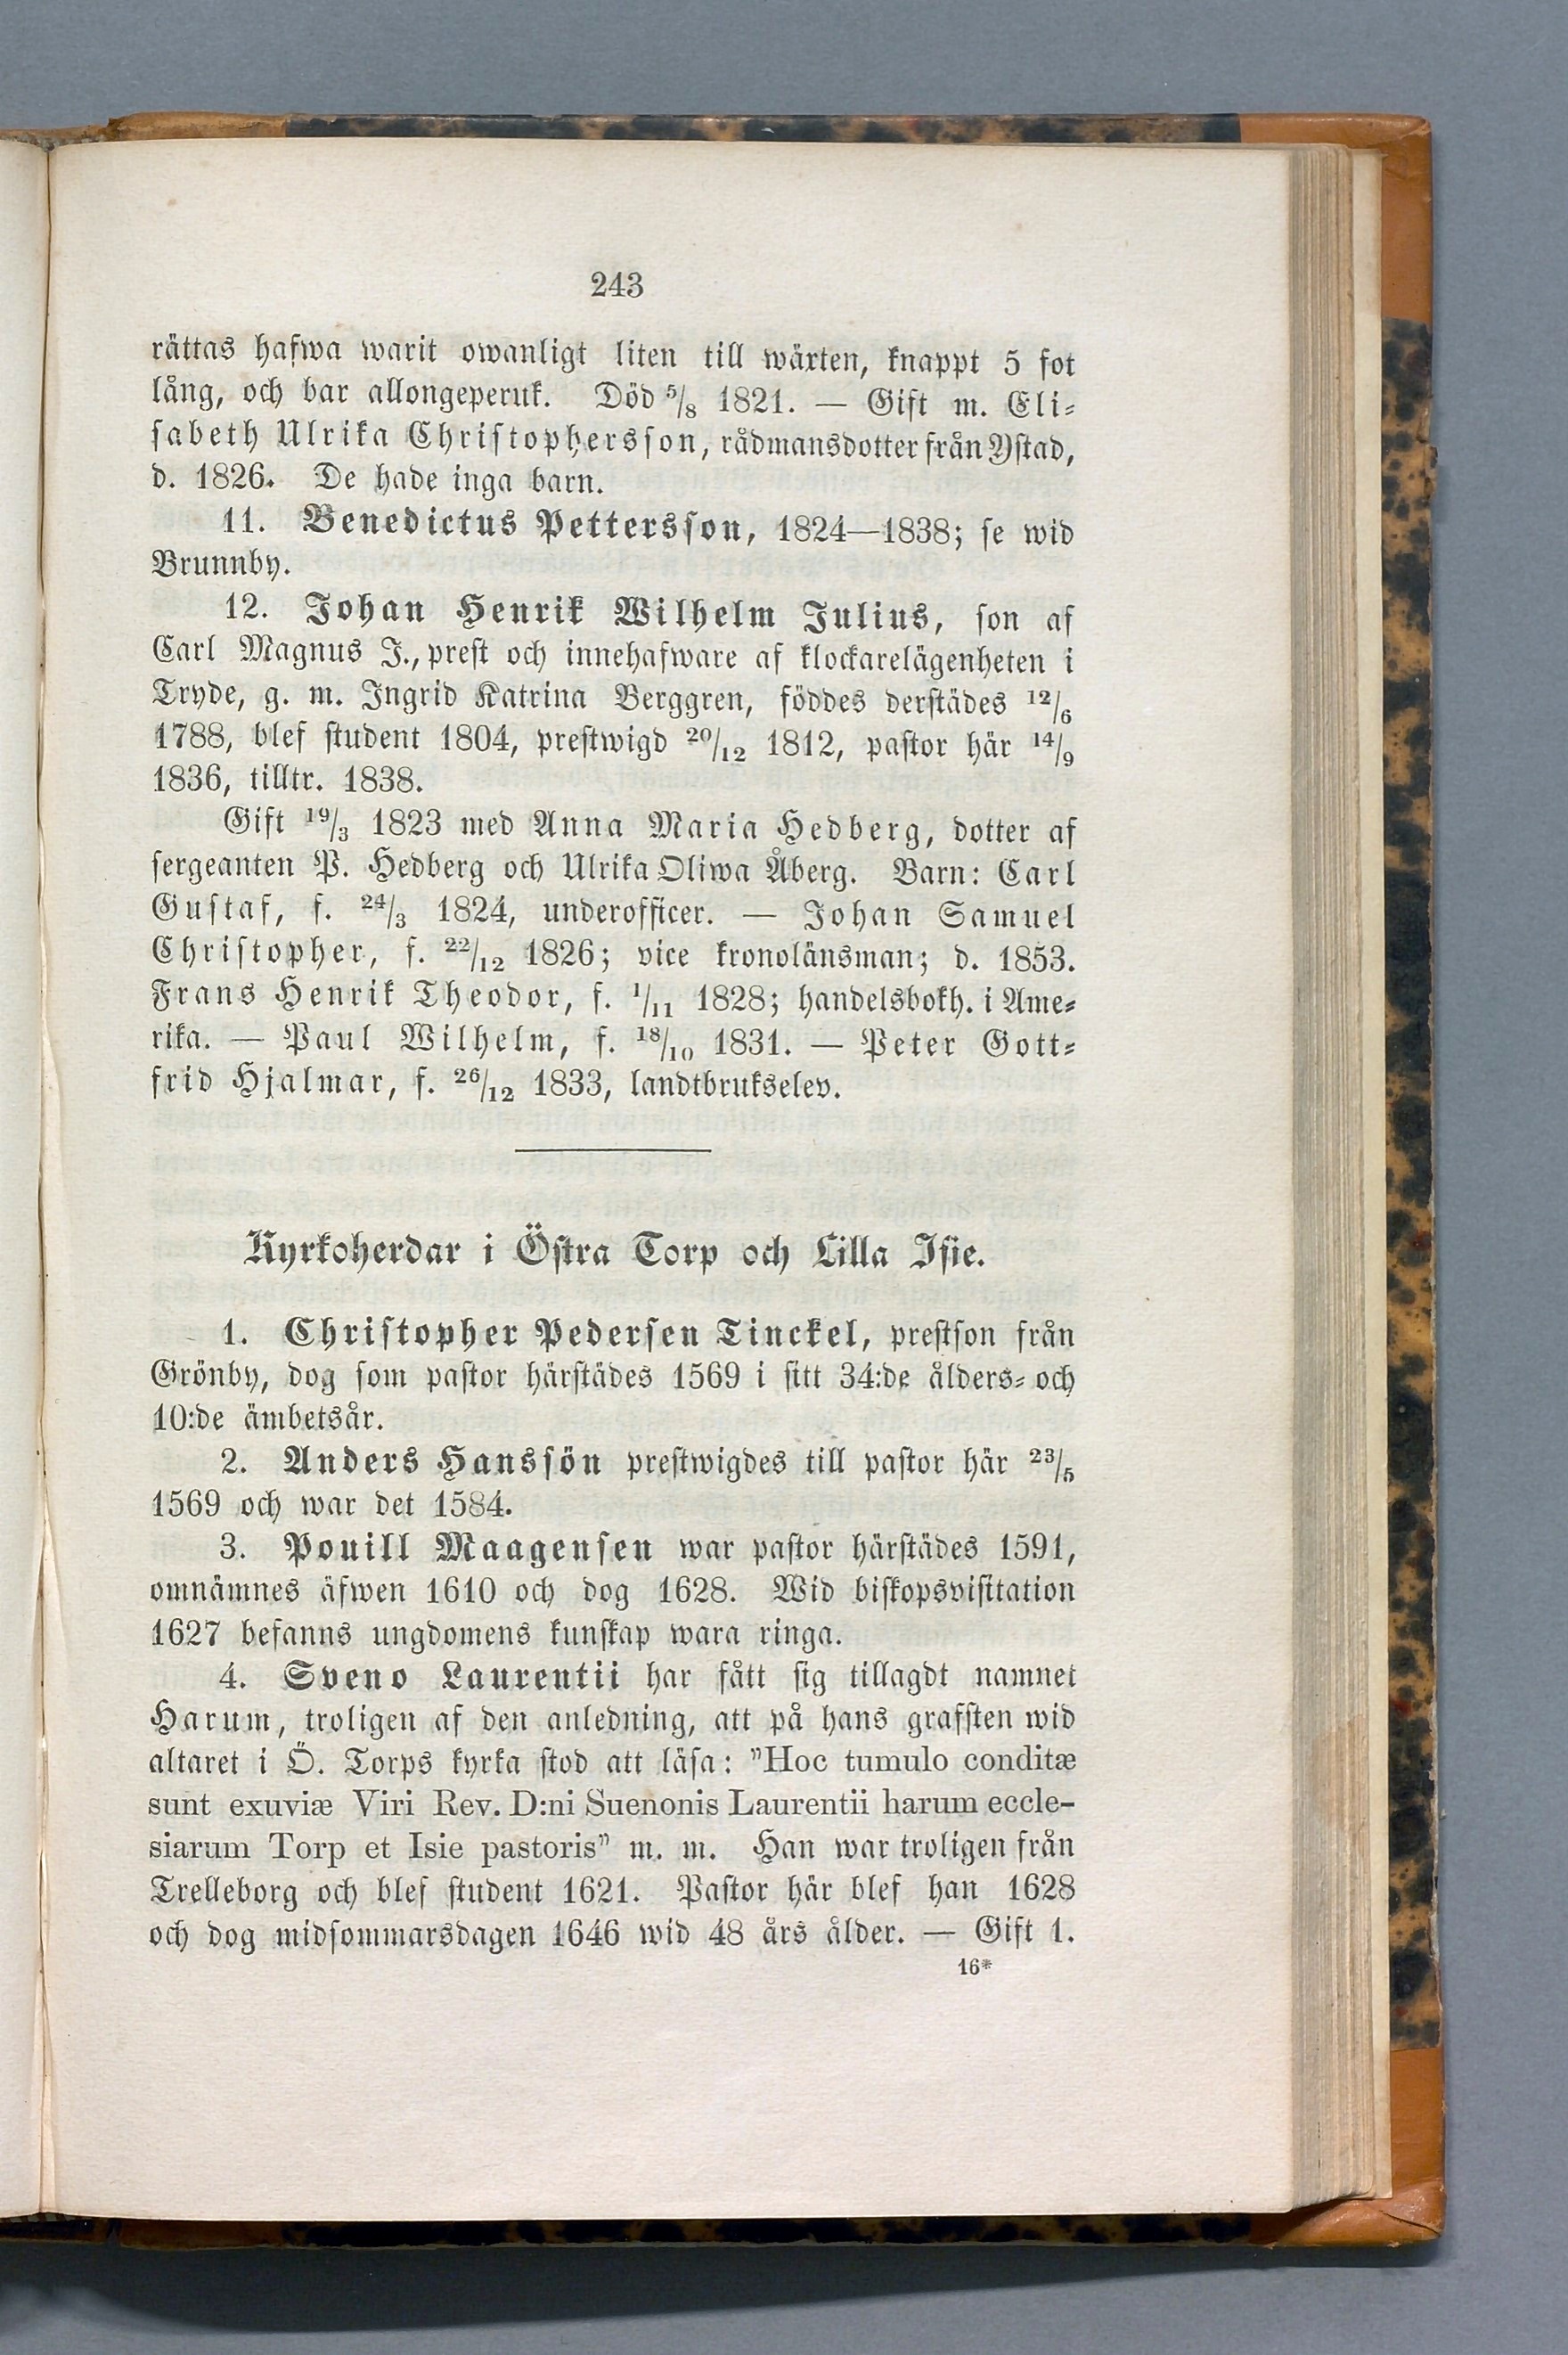 243
rättas hafwa warit owanligt liten till wäxten, knappt 5 fot
lång, och bar allongeperuk. Död 5/8 1821. — Gift m. Eli-
sabeth Ulrika Christophersson, rådmansdotter från Ystad,
d. 1826. De hade inga barn.
11. Benedictus Pettersson, 1824—1838; se wid
Brunnby.
12. Johan Henrik Wilhelm Julius, son af
Carl Magnus J., prest och innehafware af klockarelägenheten i
Tryde, g. m. Ingrid Katrina Berggren, föddes derstädes 12/6
1788, blef student 1804, prestwigd 20/12 1812, pastor här 14/9
1836, tilltr. 1838.
Gift 19/3 1823 med Anna Maria Hedberg, dotter af
sergeanten P. Hedberg och Ulrika Oliwa Åberg. Barn: Carl
Gustaf, f. 24/3 1824, underofficer. — Johan Samuel
Christopher, f. 22/12 1826; vice kronolänsman; d. 1853.
Frans Henrik Theodor, f. 1/11 1828; handelsbokh. i Ame-
rika. — Paul Wilhelm, f. 18/10 1831. — Peter Gott-
frid Hjalmar, f. 26/12 1833, landtbrukselev.
Kyrkoherdar i Östra Torp och Lilla Isie.
1. Christopher Pedersen Tinckel, prestson från
Grönby, dog som pastor härstädes 1569 i sitt 34:de ålders- och
10:de ämbetsår.
2. Anders Hanssön prestwigdes till pastor här 23/5
1569 och war det 1584.
3. Pouill Maagensen war pastor härstädes 1591,
omnämnes äfwen 1610 och dog 1628. Wid biskopsvisitation
1627 befanns ungdomens kunskap wara ringa.
4. Sveno Laurentii har fått sig tillagdt namnet
Harum, troligen af den anledning, att på hans grafsten wid
altaret i Ö. Torps kyrka stod att läsa: "Hoc tumulo conditæ
sunt exuviæ Viri Rev. D:ni Suenonis Laurentii harum eccle-
siarum Torp et Isie pastoris" m. m. Han war troligen från
Trelleborg och blef student 1621. Pastor här blef han 1628
och dog midsommarsdagen 1646 wid 48 års ålder. — Gift 1.
16*